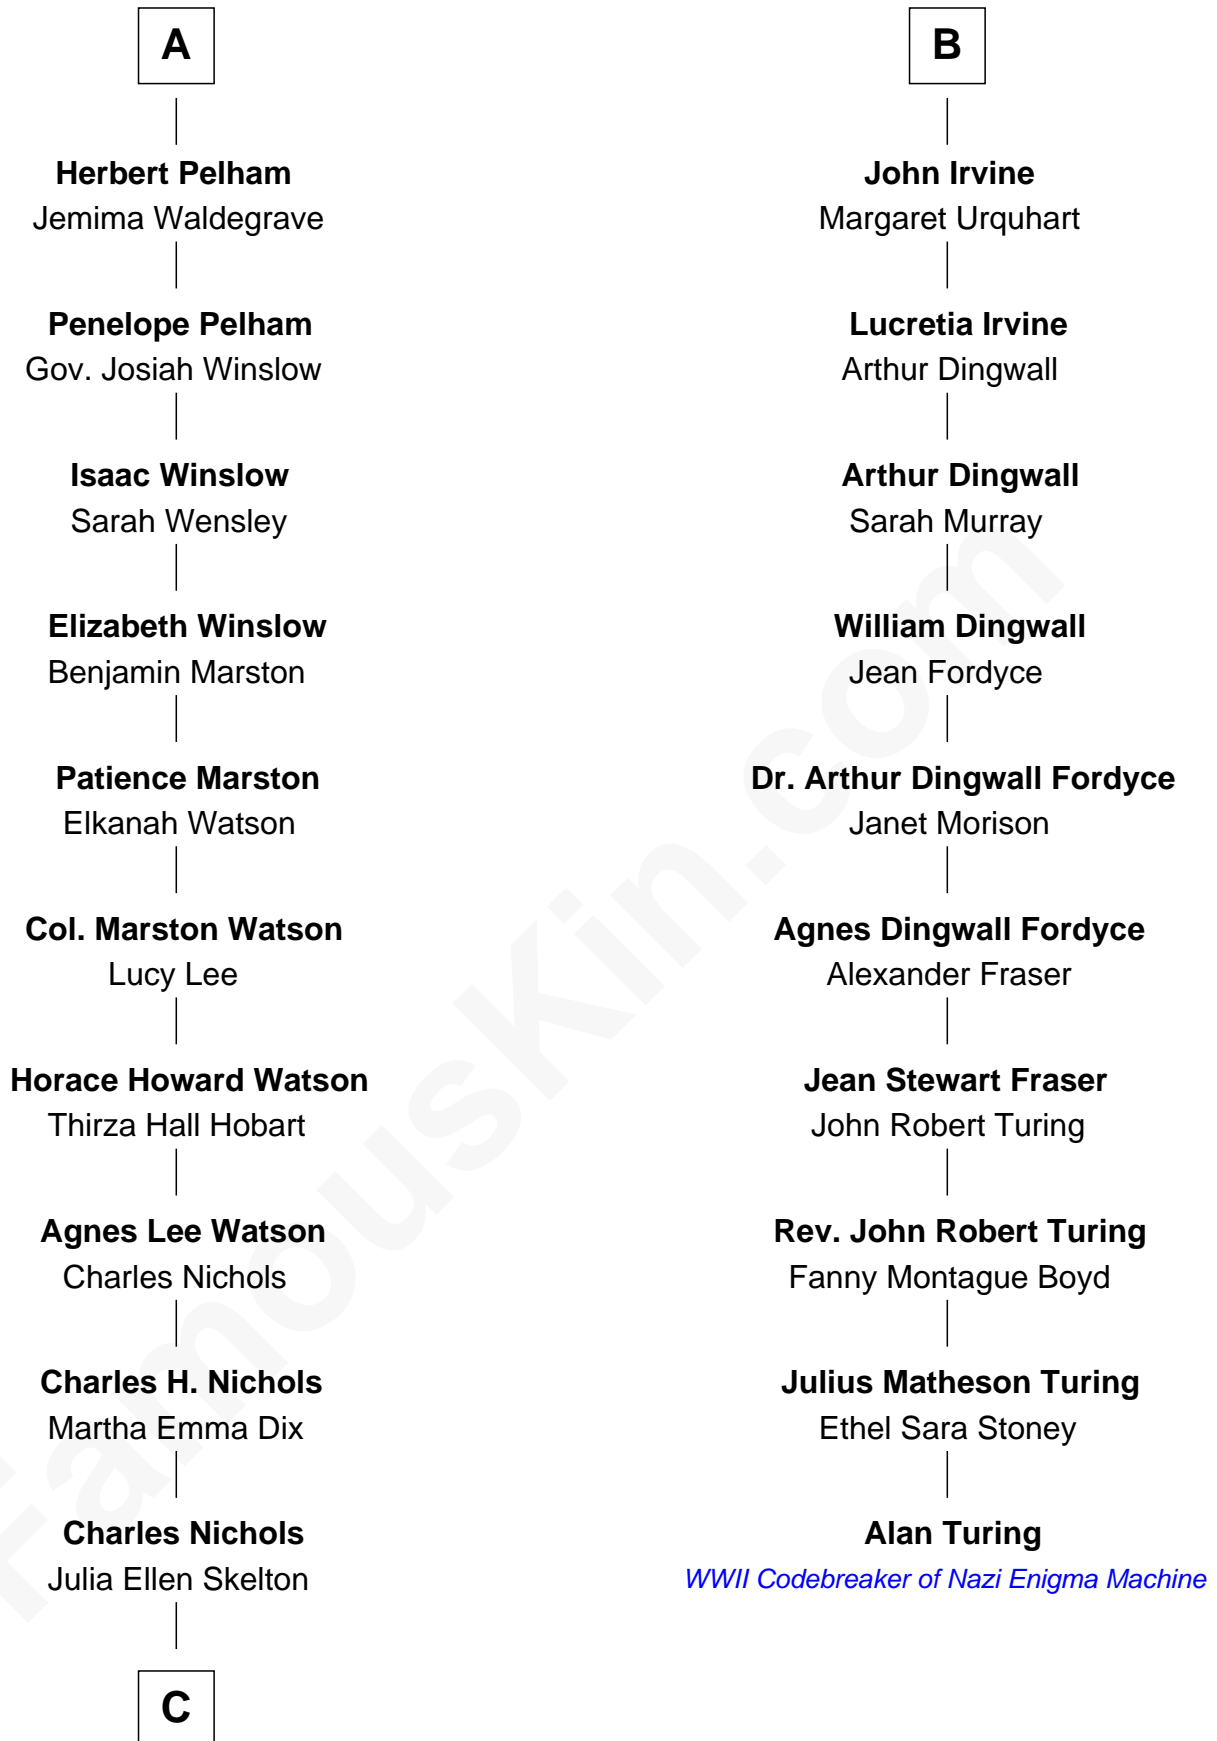 A
Herbert Pelham
Jemima Waldegrave
Penelope Pelham
Gov. Josiah Winslow
Isaac Winslow
Sarah Wensley
Elizabeth Winslow
Benjamin Marston
Patience Marston
Elkanah Watson
Col. Marston Watson
Lucy Lee
Horace Howard Watson
Thirza Hall Hobart
Agnes Lee Watson
Charles Nichols
Charles H. Nichols
Martha Emma Dix
Charles Nichols
Julia Ellen Skelton
C
B
John Irvine
Margaret Urquhart
Lucretia Irvine
Arthur Dingwall
Arthur Dingwall
Sarah Murray
William Dingwall
Jean Fordyce
Dr. Arthur Dingwall Fordyce
Janet Morison
Agnes Dingwall Fordyce
Alexander Fraser
Jean Stewart Fraser
John Robert Turing
Rev. John Robert Turing
Fanny Montague Boyd
Julius Matheson Turing
Ethel Sara Stoney
Alan Turing
WWII Codebreaker of Nazi Enigma Machine
FamousKin.com